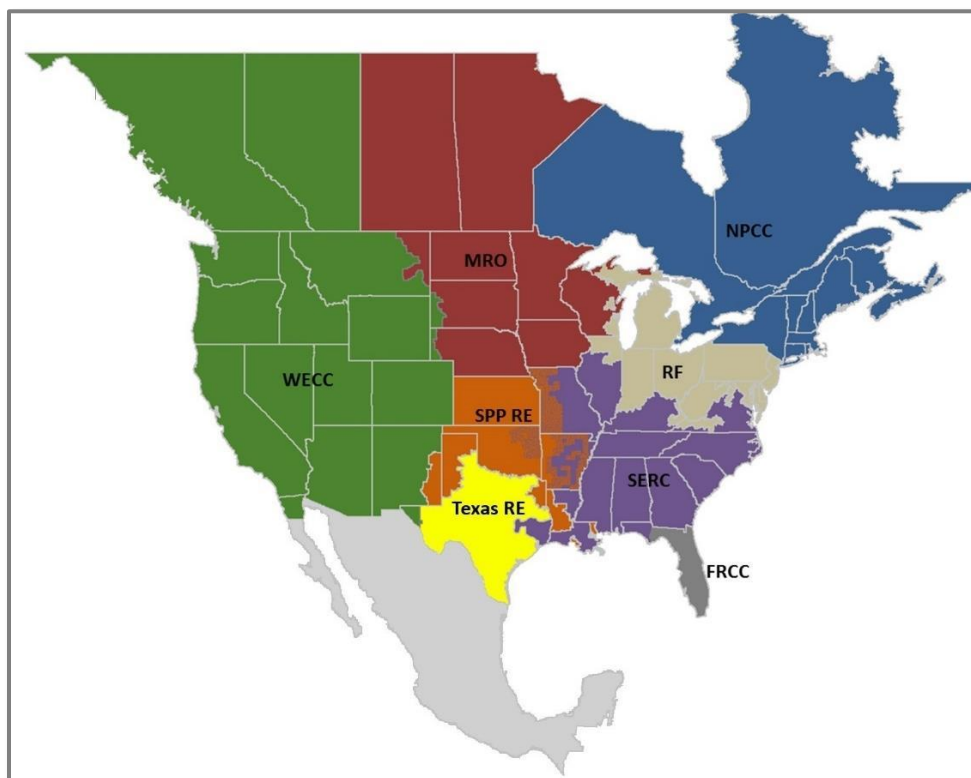 NPCC
MRO
WECC
RF
SPP RE
SERC
Texas RE
FRCC